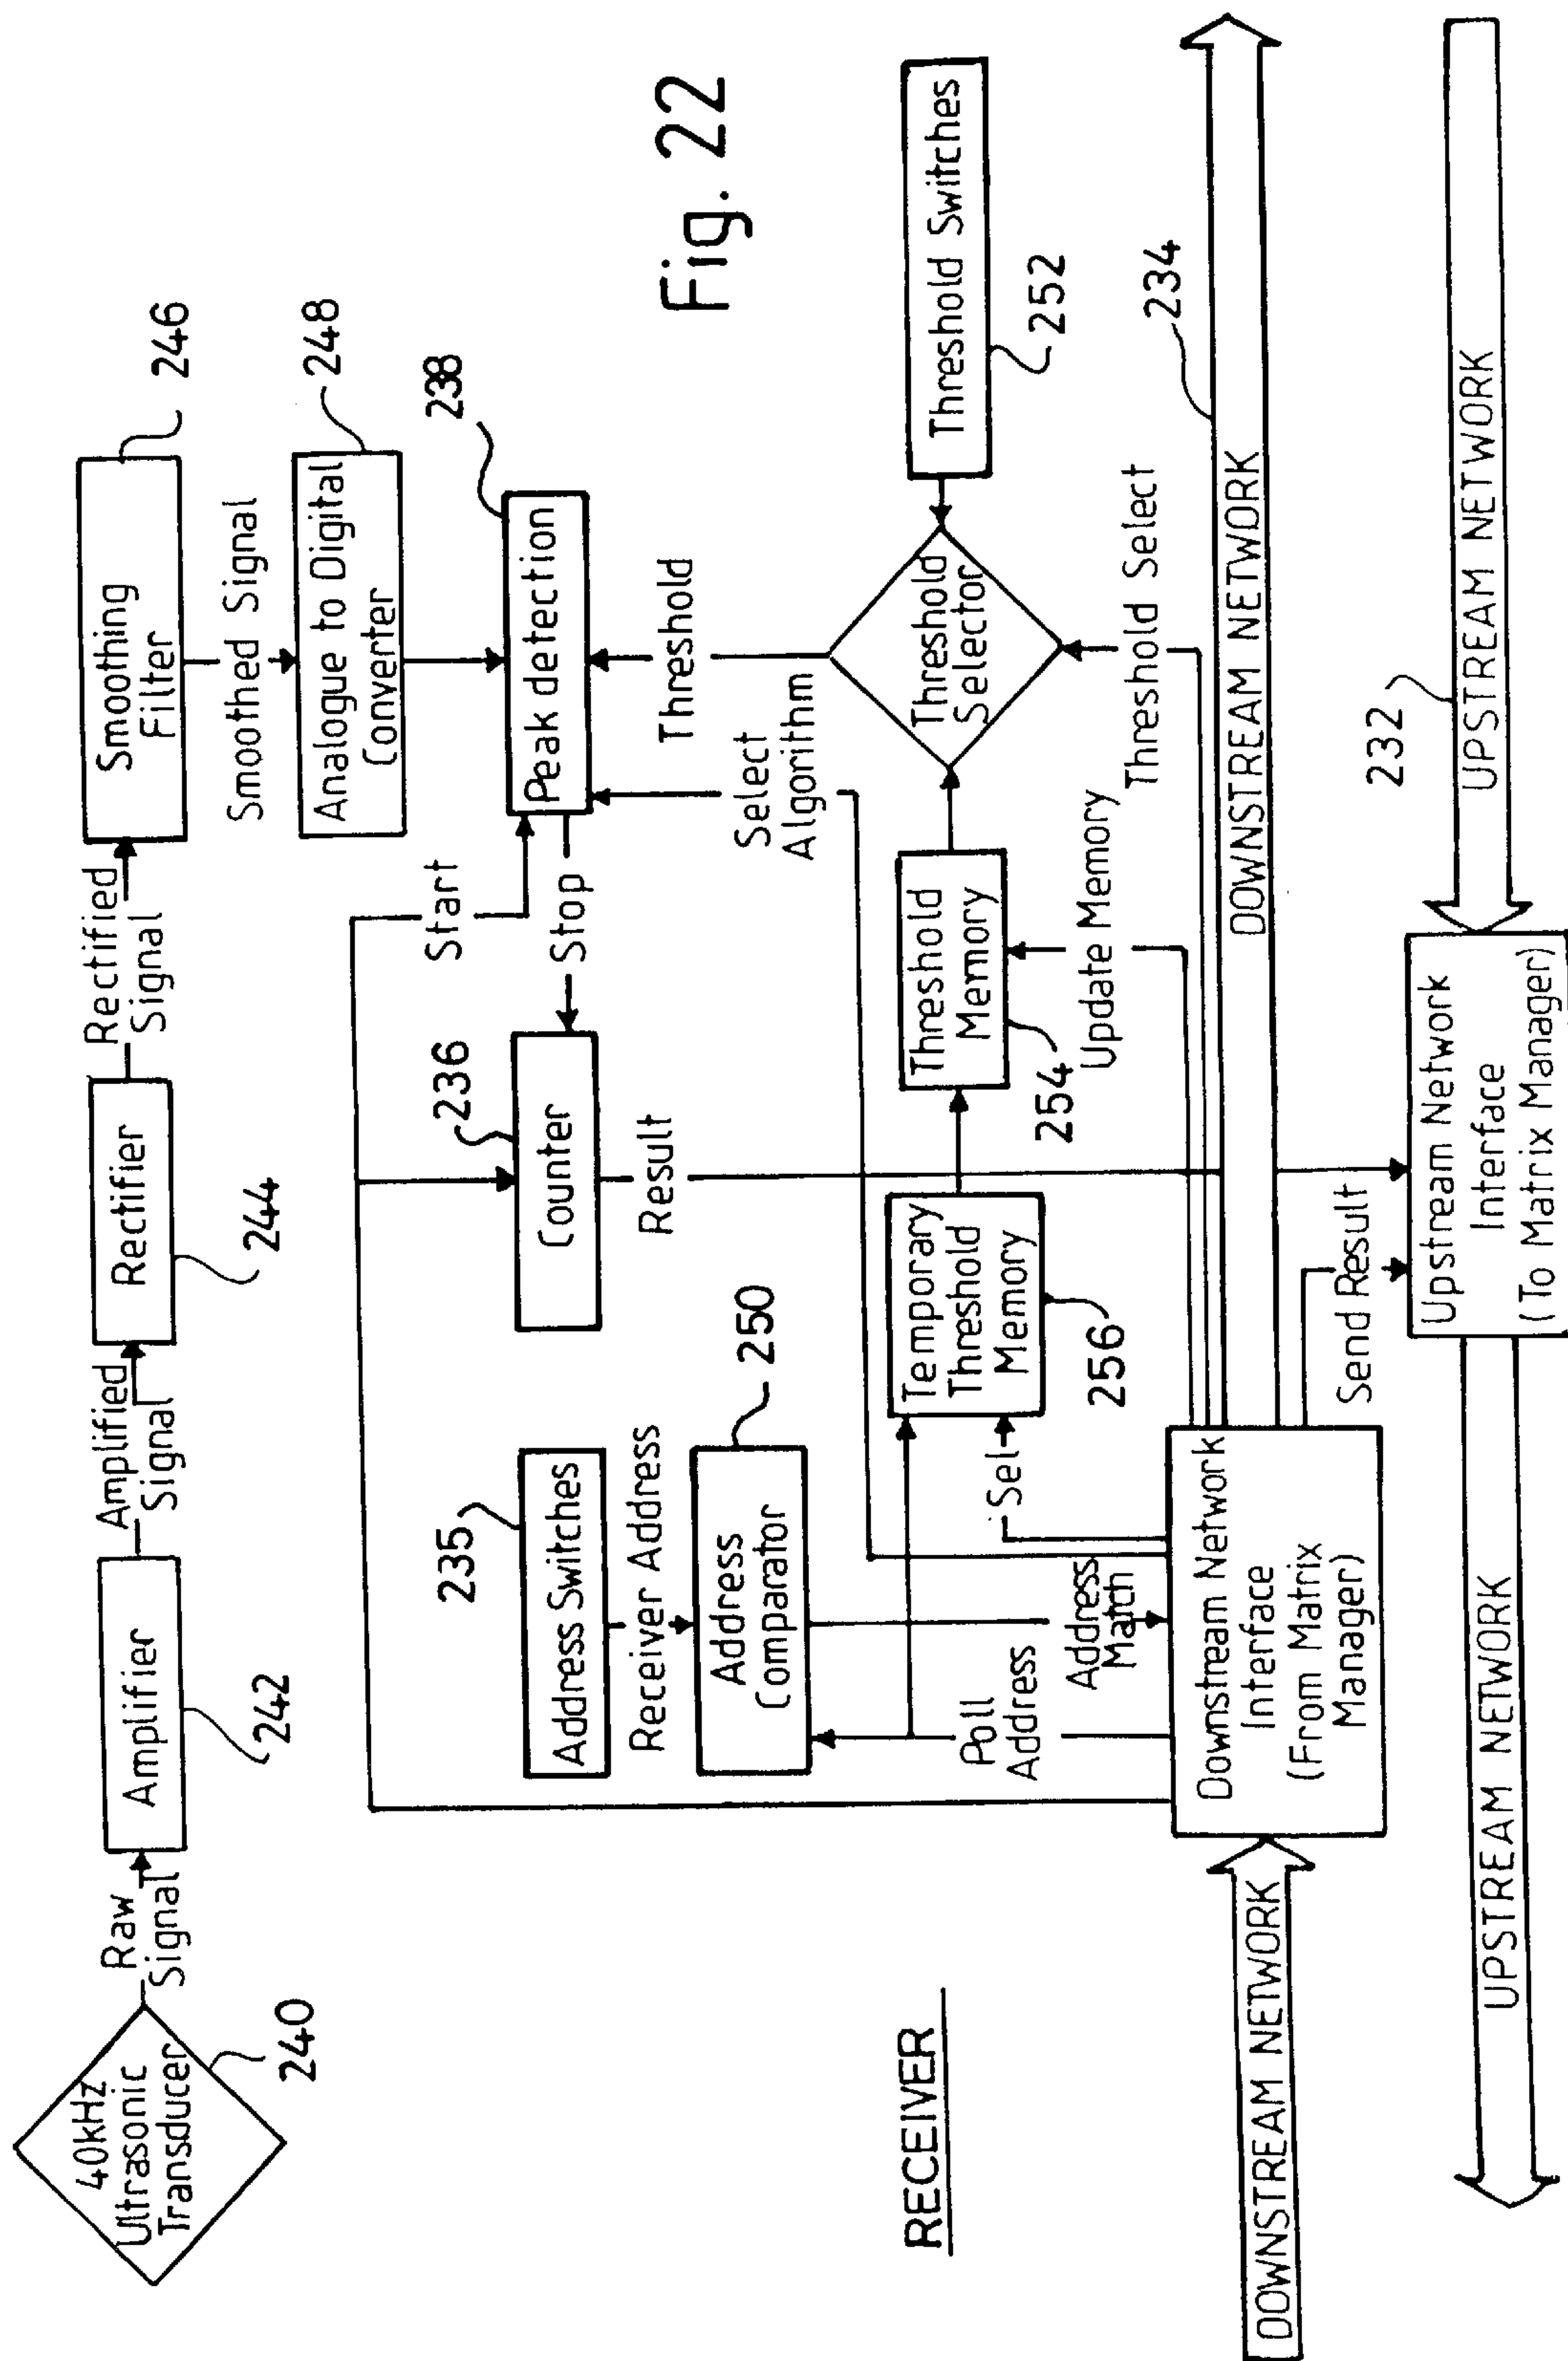 Fig. 22
40kHz
Ultrasonic
Transducer
240
Raw
Signal
Amplifier
242
Amplified
Signal
Rectifier
244
Rectified
Signal
Smoothing
Filter
246
Smoothed Signal
Analogue to Digital
Converter
248
Peak detection
238
Start
Stop
Counter
236
Result
Select
Algorithm
Threshold
Address Switches
235
Receiver Address
Address
Comparator
250
Poll
Address
Address
Match
Sel
Temporary
Threshold
Memory
256
Threshold
Memory
254
Update Memory
Threshold
Selector
Threshold Select
Threshold Switches
252
RECEIVER
DOWNSTREAM NETWORK
Downstream Network
Interface
(From Matrix
Manager)
DOWNSTREAM NETWORK
234
Send Result
UPSTREAM NETWORK
Upstream Network
Interface
(To Matrix Manager)
UPSTREAM NETWORK
232